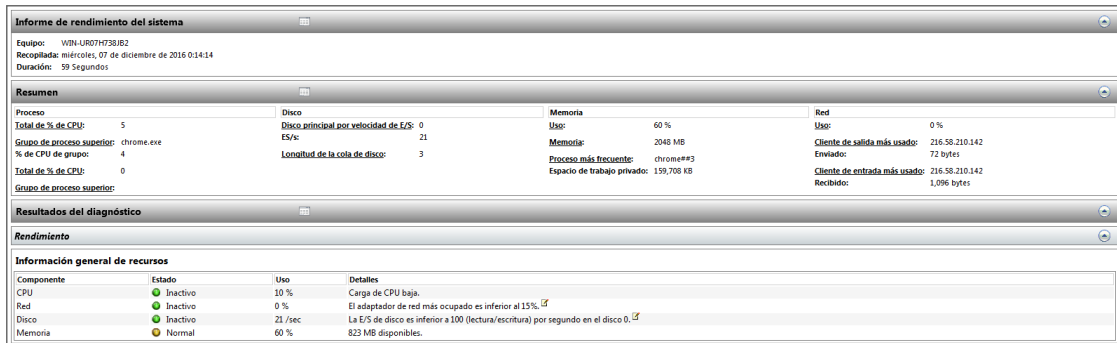 Informe de rendimiento del sistema
Equipo: WIN-UR07H738JB2
Recopilada: miércoles, 07 de diciembre de 2016 0:14:14
Duración: 59 Segundos
Resumen
Proceso
Total de % de CPU: 5
Grupo de proceso superior: chrome.exe
% de CPU de grupo: 4
Total de % de CPU: 0
Grupo de proceso superior:
Disco
Disco principal por velocidad de E/S: 0
ES/s: 21
Longitud de la cola de disco: 3
Memoria
Uso: 60 %
Memoria: 2048 MB
Proceso más frecuente: chrome##3
Espacio de trabajo privado: 159,708 KB
Red
Uso: 0 %
Cliente de salida más usado: 216.58.210.142
Enviado: 72 bytes
Cliente de entrada más usado: 216.58.210.142
Recibido: 1,096 bytes
Resultados del diagnóstico
Rendimiento
Información general de recursos
Componente Estado Uso Detalles
CPU Inactivo 10 % Carga de CPU baja.
Red Inactivo 0 % El adaptador de red más ocupado es inferior al 15%.
Disco Inactivo 21 /sec La E/S de disco es inferior a 100 (lectura/escritura) por segundo en el disco 0.
Memoria Normal 60 % 823 MB disponibles.